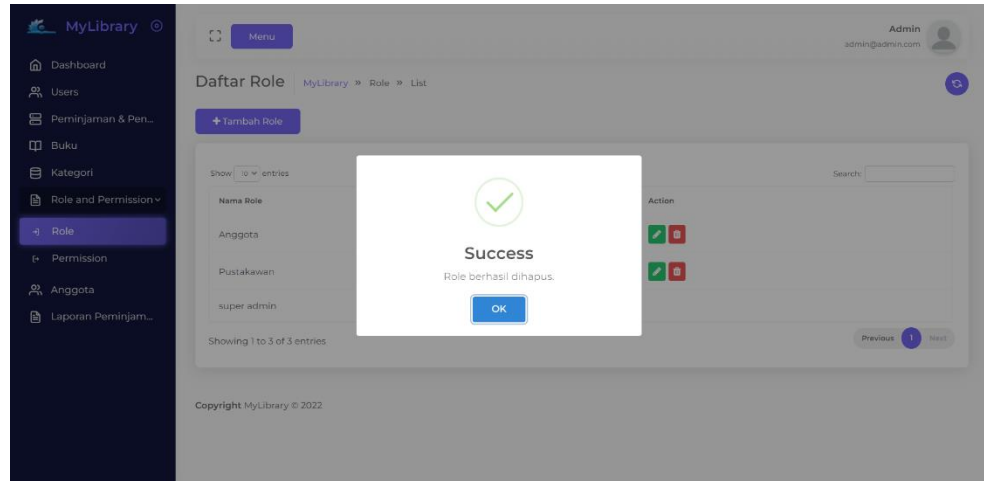 MyLibrary
Dashboard
Users
Peminjaman & Pen...
Buku
Kategori
Role and Permission
Role
Permission
Anggota
Laporan Peminjam...
Menu
Admin
admin@admin.com
Daftar Role
MyLibrary » Role » List
+ Tambah Role
Show 10 entries
Search:
Nama Role
Action
Anggota
Pustakawan
super admin
Success
Role berhasil dihapus.
OK
Showing 1 to 3 of 3 entries
Previous 1 Next
Copyright MyLibrary © 2022